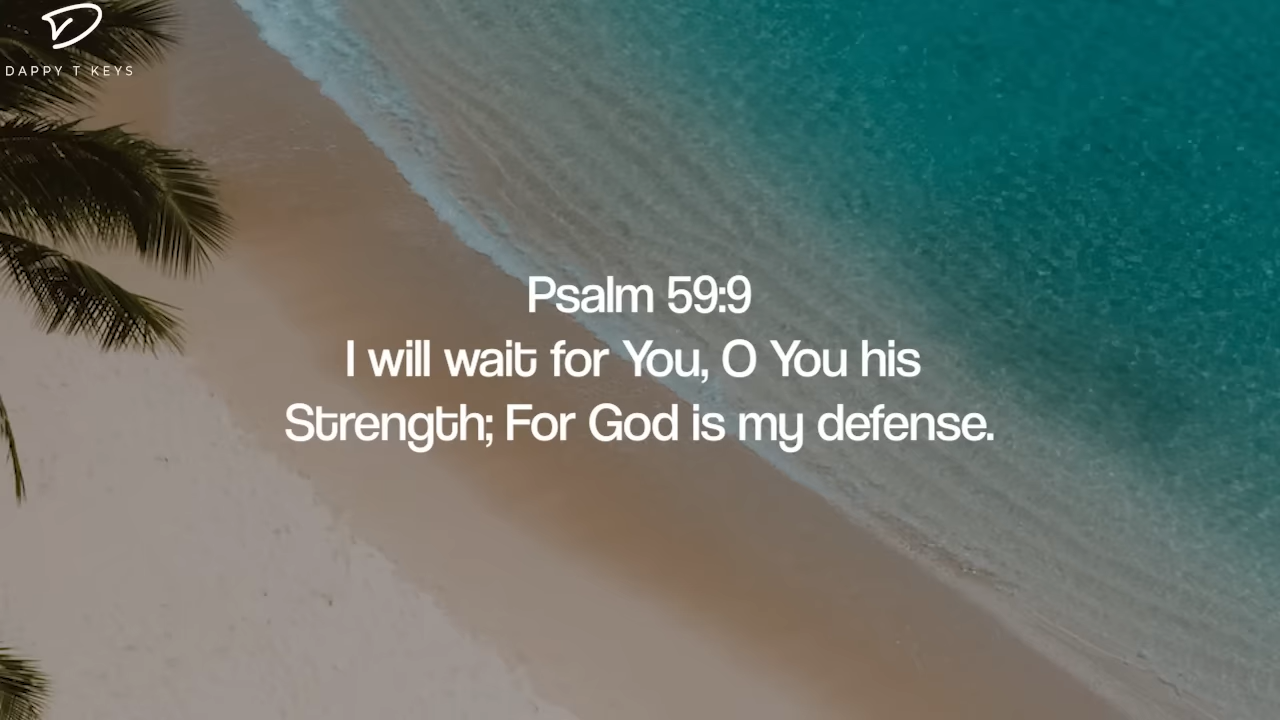 DAPPY T KEYS
Psalm 59:9
I will wait for You, O You his
Strength; For God is my defense.